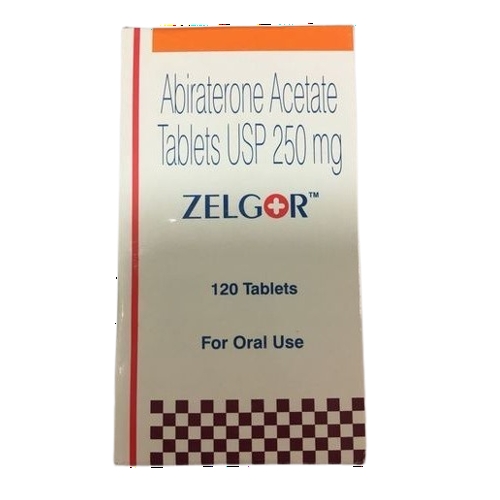 Abiraterone Acetate
Tablets USP 250 mg
ZELGOR™
120 Tablets
For Oral Use